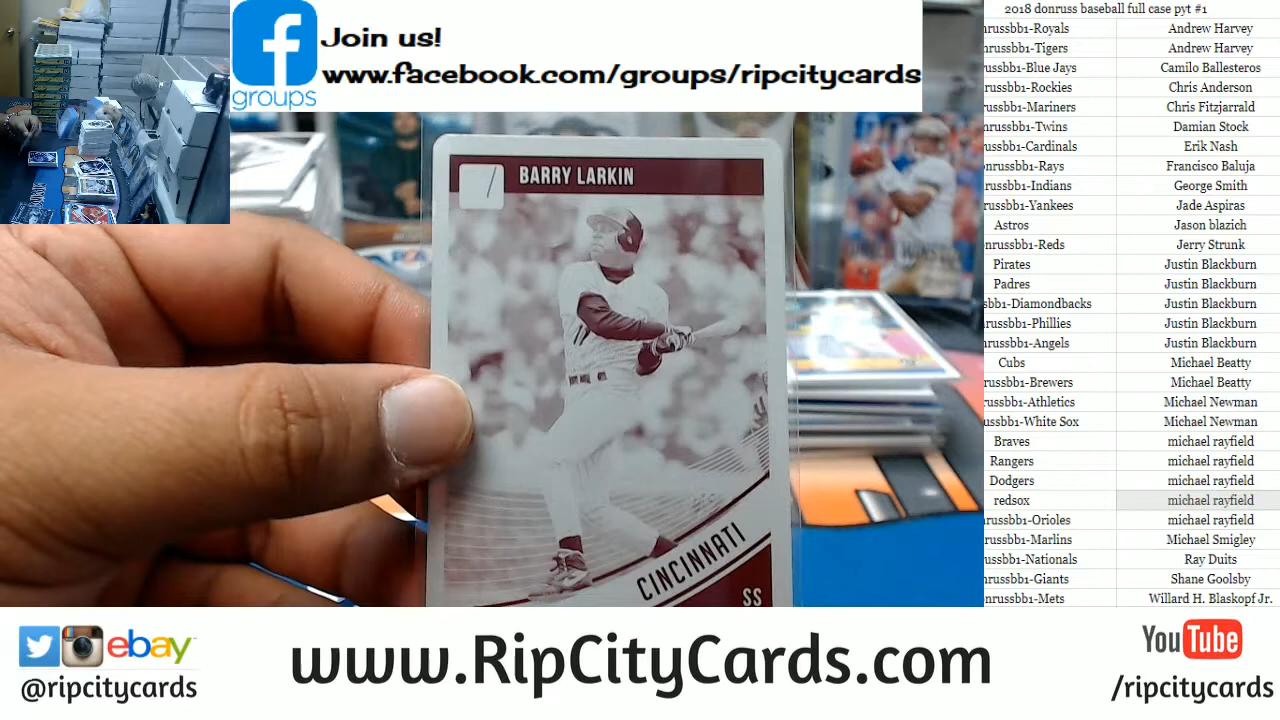 Join us!
www.facebook.com/groups/ripcitycards
groups
BARRY LARKIN
CINCINNATI
SS
2018 donruss baseball full case pyt #1
nrussbb1-Royals Andrew Harvey
nrussbb1-Tigers Andrew Harvey
russbb1-Blue Jays Camilo Ballesteros
nrussbb1-Rockies Chris Anderson
russbb1-Mariners Chris Fitzjarrald
nrussbb1-Twins Damian Stock
ussbb1-Cardinals Erik Nash
onrussbb1-Rays Francisco Baluja
nrussbb1-Indians George Smith
russbb1-Yankees Jade Aspiras
Astros Jason blazich
onrussbb1-Reds Jerry Strunk
Pirates Justin Blackburn
Padres Justin Blackburn
sbb1-Diamondbacks Justin Blackburn
nrussbb1-Phillies Justin Blackburn
nrussbb1-Angels Justin Blackburn
Cubs Michael Beatty
russbb1-Brewers Michael Beatty
russbb1-Athletics Michael Newman
ussbb1-White Sox Michael Newman
Braves michael rayfield
Rangers michael rayfield
Dodgers michael rayfield
redsox michael rayfield
nrussbb1-Orioles michael rayfield
russbb1-Marlins Michael Smigley
ussbb1-Nationals Ray Duits
nrussbb1-Giants Shane Goolsby
onrussbb1-Mets Willard H. Blaskopf Jr.
ebay
@ripcitycards
www.RipCityCards.com
YouTube
/ripcitycards